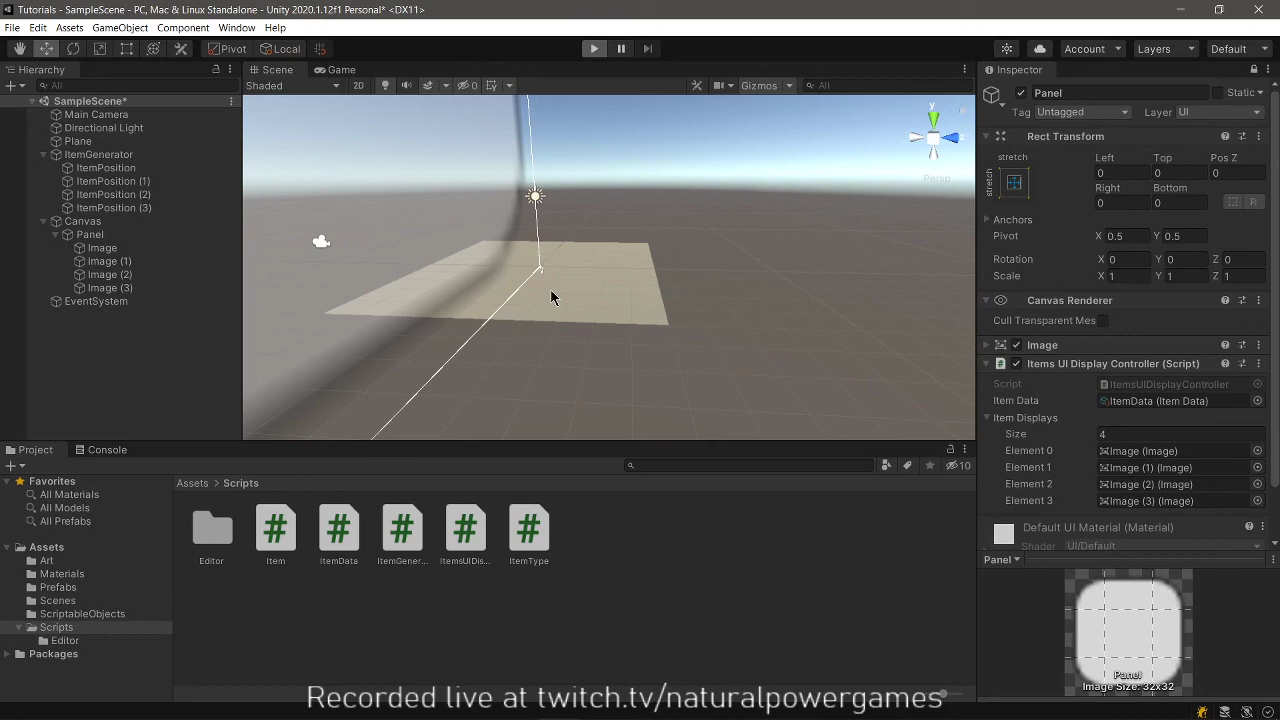 Tutorials - SampleScene - PC, Mac & Linux Standalone - Unity 2020.1.12f1 Personal* <DX11>
File Edit Assets GameObject Component Window Help
Pivot Local Account Layers Default
Hierarchy
All
SampleScene*
Main Camera
Directional Light
Plane
ItemGenerator
ItemPosition
ItemPosition (1)
ItemPosition (2)
ItemPosition (3)
Canvas
Panel
Image
Image (1)
Image (2)
Image (3)
EventSystem
Scene Game
Shaded 2D 0 Gizmos All
y
Persp
Inspector
Panel Static
Tag Untagged Layer UI
Rect Transform
stretch Left Top Pos Z
stretch 0 0 0
Right Bottom
0 0 R
Anchors
Pivot X 0.5 Y 0.5
Rotation X 0 Y 0 Z 0
Scale X 1 Y 1 Z 1
Canvas Renderer
Cull Transparent Mes
Image
# Items UI Display Controller (Script)
Script ItemsUIDisplayController
Item Data ItemData (Item Data)
Item Displays
Size 4
Element 0 Image (Image)
Element 1 Image (1) (Image)
Element 2 Image (2) (Image)
Element 3 Image (3) (Image)
Default UI Material (Material)
Shader UI/Default
Panel
Panel
Image Size: 32x32
Project Console
10
Favorites
All Materials
All Models
All Prefabs
Assets
Art
Materials
Prefabs
Scenes
ScriptableObjects
Scripts
Editor
Packages
Assets > Scripts
# # # # #
Editor Item ItemData ItemGener... ItemsUIDis... ItemType
Recorded live at twitch.tv/naturalpowergames